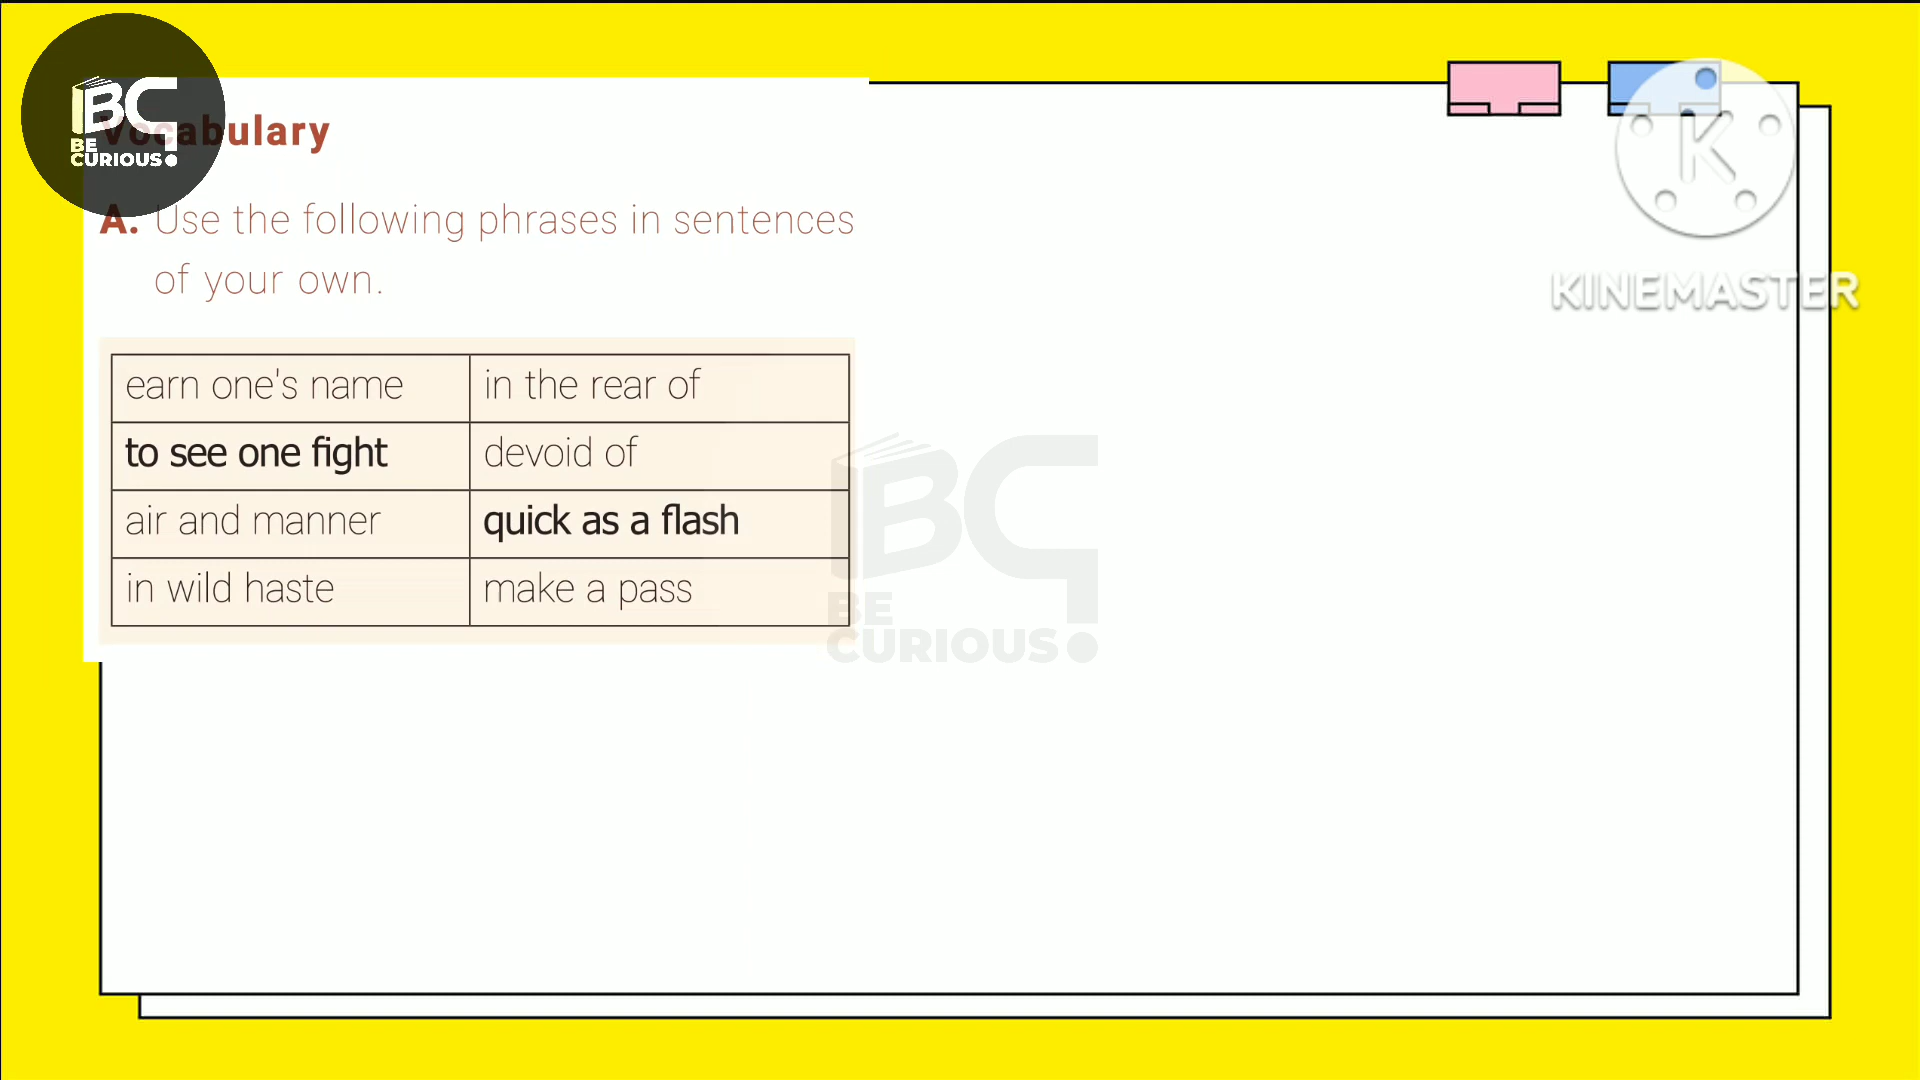 BC
BE
CURIOUS!
Vocabulary
A. Use the following phrases in sentences
of your own.
earn one's name in the rear of
to see one fight devoid of
air and manner quick as a flash
in wild haste make a pass
K
KINEMASTER
BC
BE
CURIOUS!